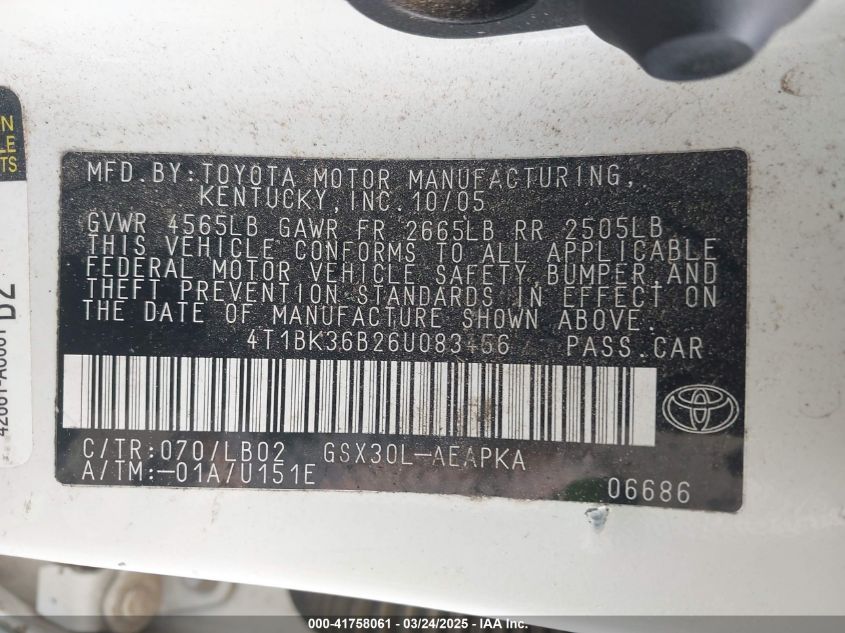 MFD.BY:TOYOTA MOTOR MANUFACTURING,
KENTUCKY,INC.10/05
GVWR 4565LB GAWR FR 2665LB RR 2505LB
THIS VEHICLE CONFORMS TO ALL APPLICABLE
FEDERAL MOTOR VEHICLE SAFETY,BUMPER,AND
THEFT PREVENTION STANDARDS IN EFFECT ON
THE DATE OF MANUFACTURE SHOWN ABOVE.
4T1BK36B26U083456 PASS.CAR
C/TR:070/LB02 GSX30L-AEAPKA
A/TM:-01A/U151E
06686
000-41758061 - 03/24/2025 - IAA Inc.